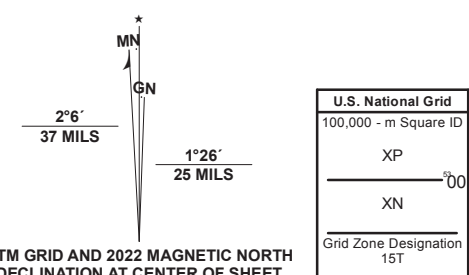 MN
GN
2°6´
37 MILS
1°26´
25 MILS
TM GRID AND 2022 MAGNETIC NORTH
DECLINATION AT CENTER OF SHEET
U.S. National Grid
100,000 - m Square ID
XP
5300
XN
Grid Zone Designation
15T